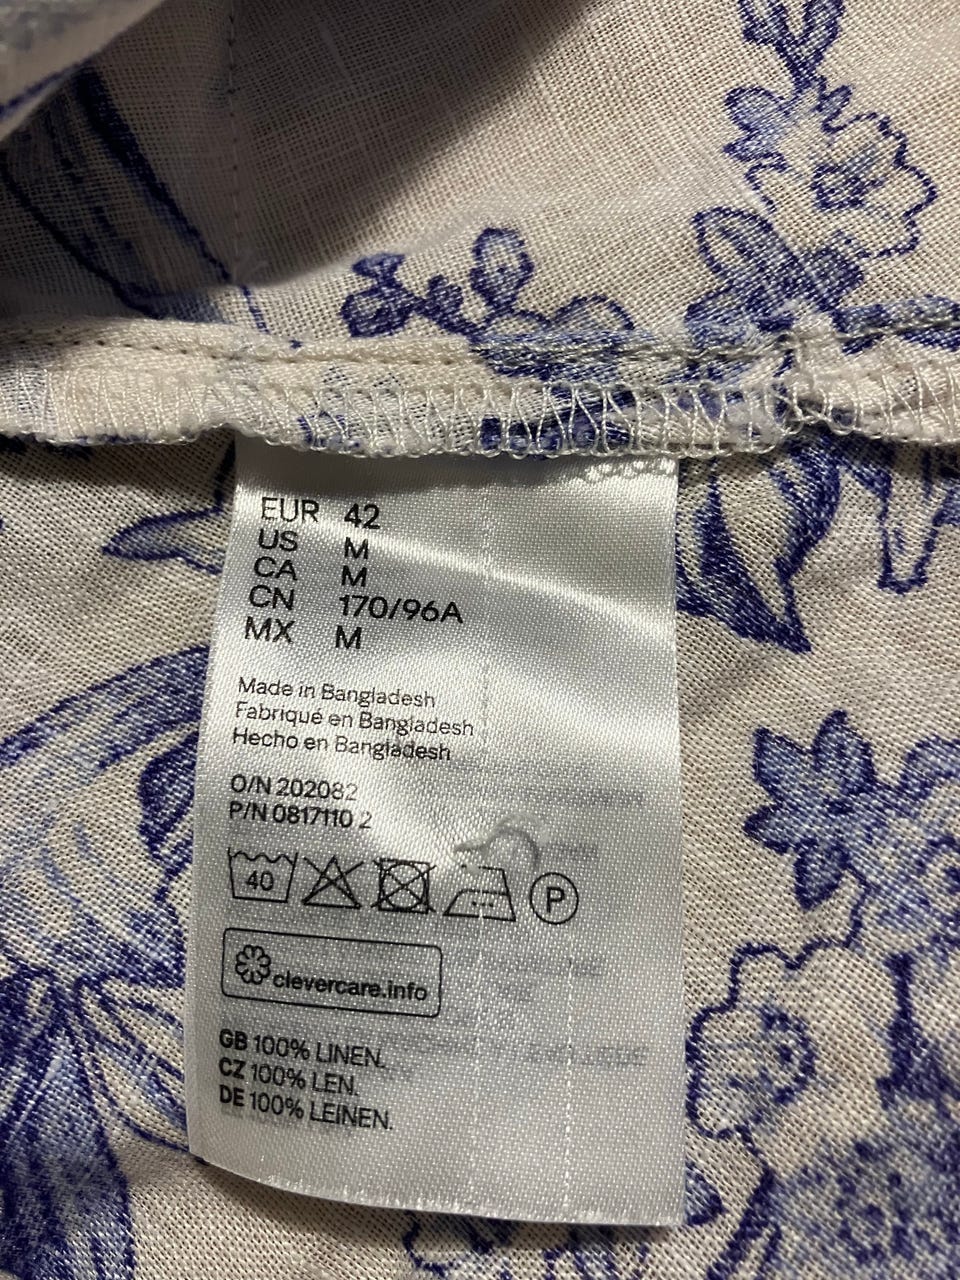 EUR 42
US M
CA M
CN 170/96A
MX M
Made in Bangladesh
Fabriqué en Bangladesh
Hecho en Bangladesh
O/N 202082
P/N 0817110 2
40
P
clevercare.info
GB 100% LINEN.
CZ 100% LEN.
DE 100% LEINEN.